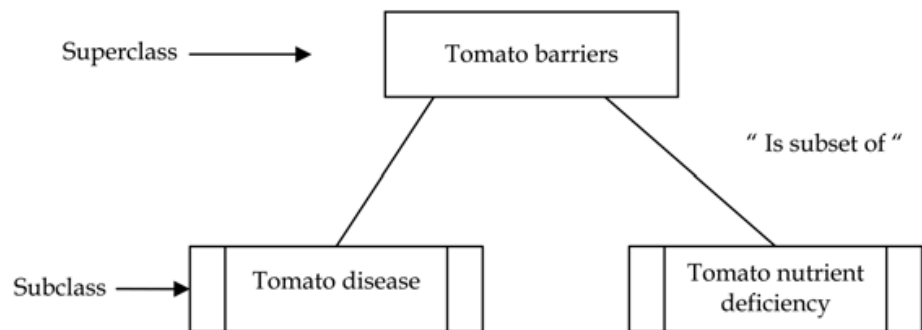 Superclass
Tomato barriers
“ Is subset of “
Subclass
Tomato disease
Tomato nutrient
deficiency